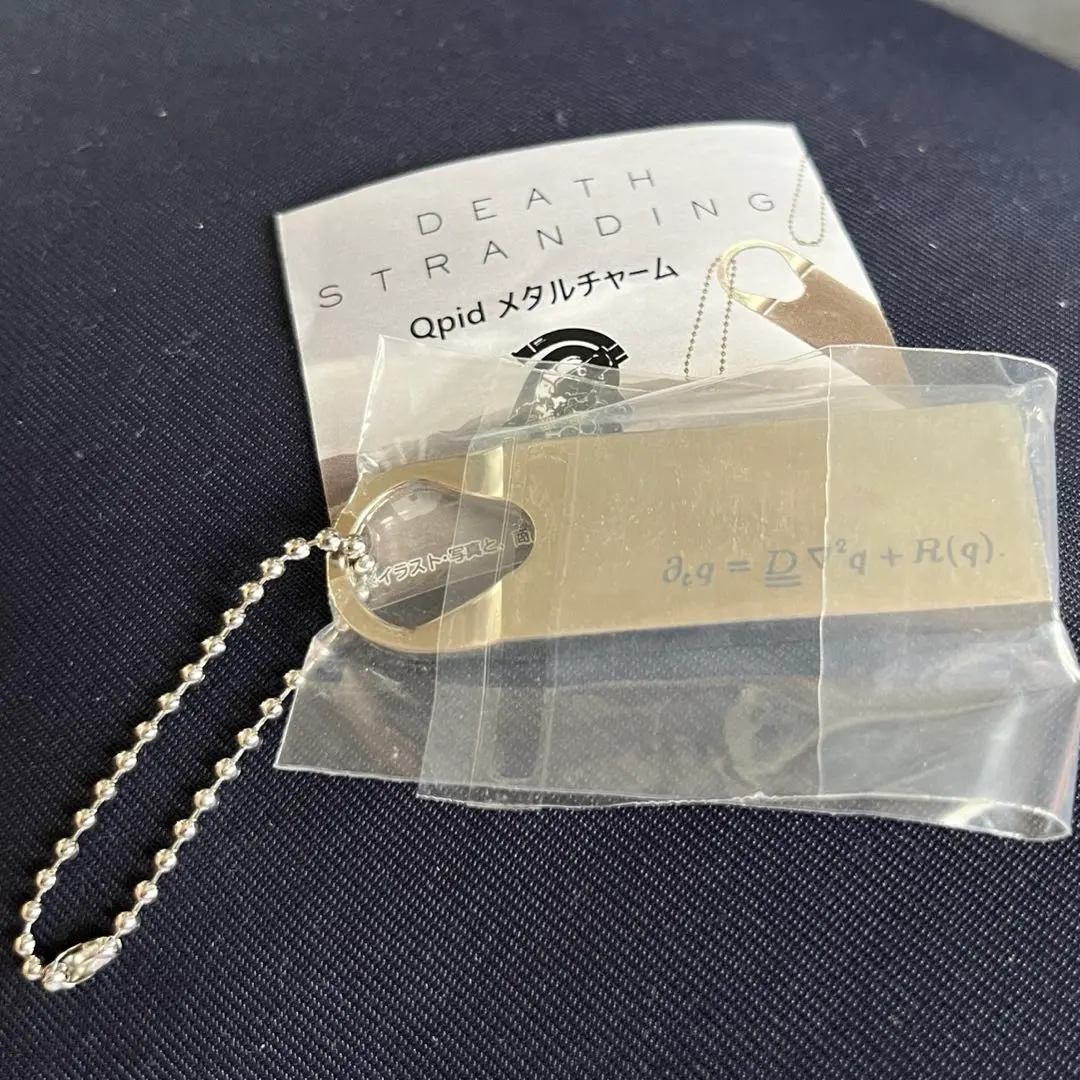 DEATH
STRANDING
Qpid メタルチャーム
イラスト・写真と、商
∂ₜq = D̳ ∇²q + R(q).